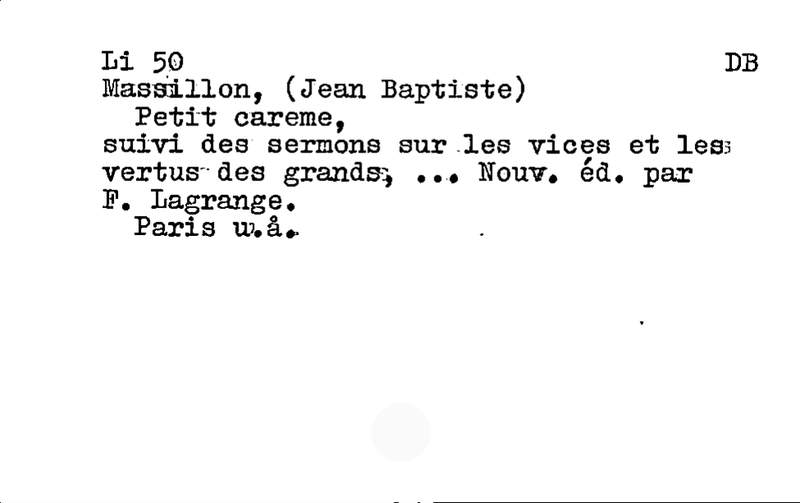 Li 50 DB
Massillon, (Jean Baptiste)
Petit careme,
suivi des sermons sur les vices et les
vertus des grands, ... Nouv. éd. par
F. Lagrange.
Paris u.å.